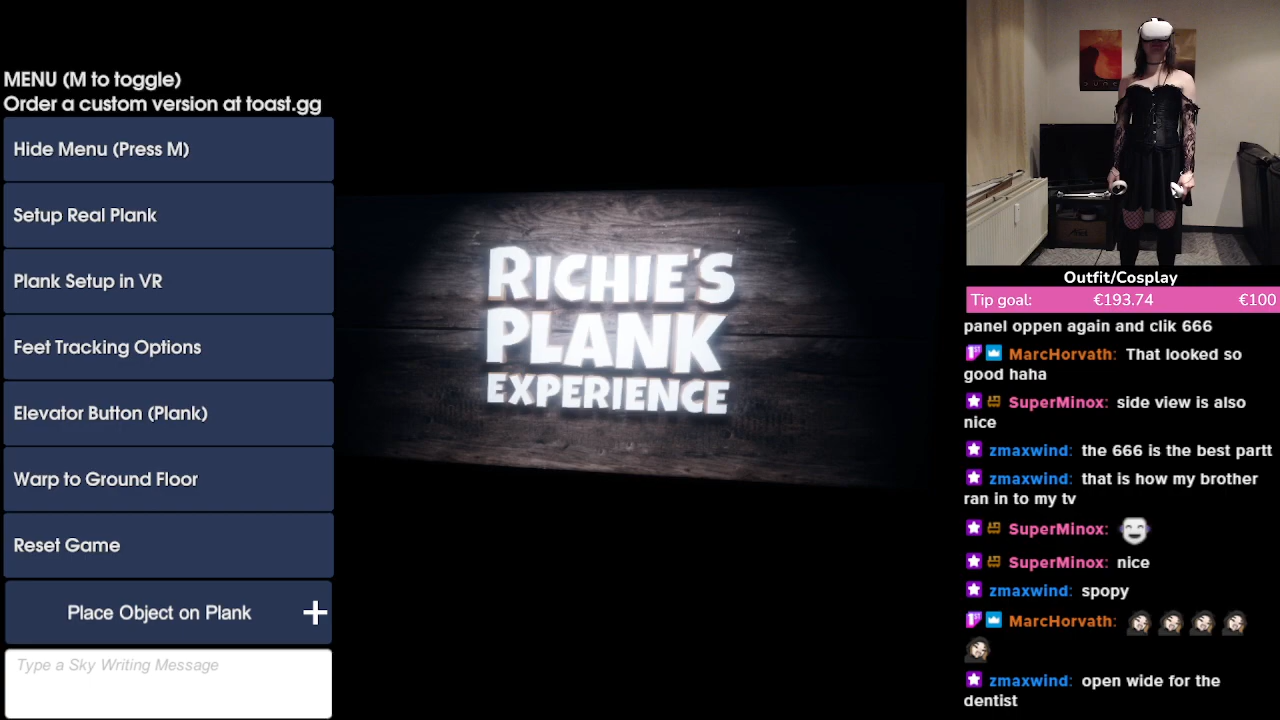 MENU (M to toggle)
Order a custom version at toast.gg
Hide Menu (Press M)
Setup Real Plank
Plank Setup in VR
Feet Tracking Options
Elevator Button (Plank)
Warp to Ground Floor
Reset Game
Place Object on Plank +
Type a Sky Writing Message
RICHIE'S
PLANK
EXPERIENCE
Outfit/Cosplay
Tip goal: €193.74 €100
panel oppen again and clik 666
MarcHorvath: That looked so
good haha
SuperMinox: side view is also
nice
zmaxwind: the 666 is the best partt
zmaxwind: that is how my brother
ran in to my tv
SuperMinox:
SuperMinox: nice
zmaxwind: spopy
MarcHorvath:
zmaxwind: open wide for the
dentist